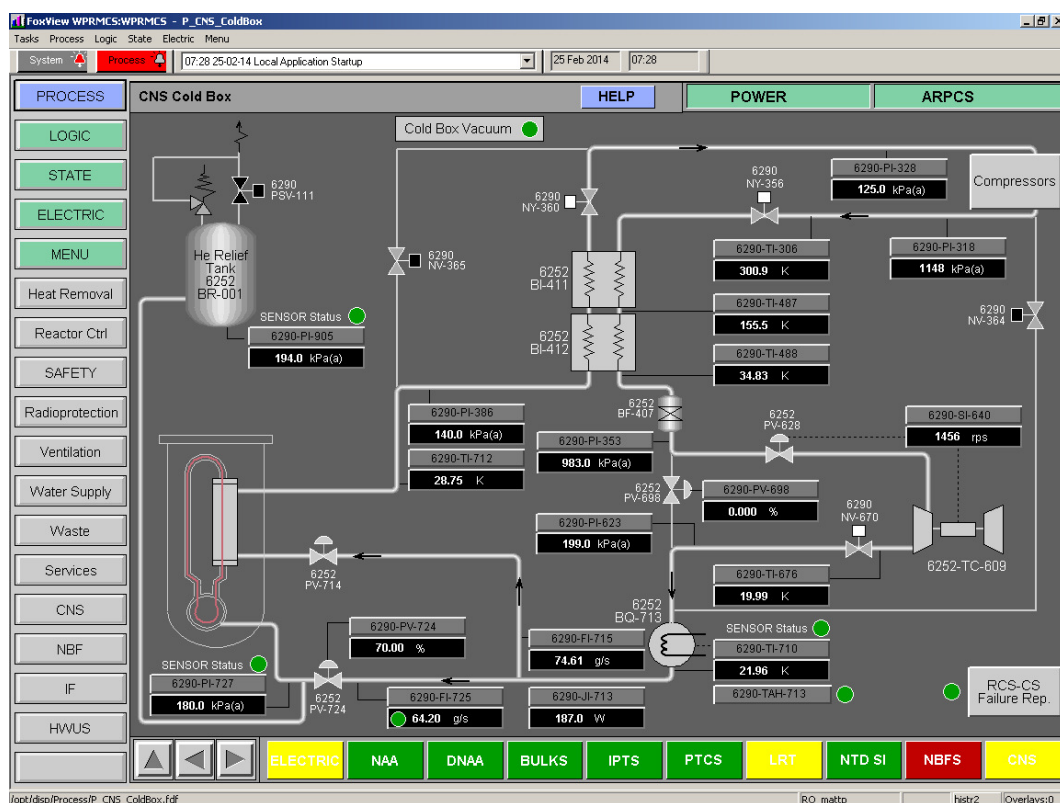 FoxView WPRMCS:WPRMCS - P_CNS_ColdBox
Tasks Process Logic State Electric Menu
System
Process
07:28 25-02-14 Local Application Startup
25 Feb 2014
07:28
PROCESS
CNS Cold Box
HELP
POWER
ARPCS
LOGIC
STATE
ELECTRIC
MENU
Heat Removal
Reactor Ctrl
SAFETY
Radioprotection
Ventilation
Water Supply
Waste
Services
CNS
NBF
IF
HWUS
Cold Box Vacuum
6290
PSV-111
He Relief
Tank
6252
BR-001
SENSOR Status
6290-PI-905
194.0 kPa(a)
6290
NV-365
6290
NY-360
6290
NY-356
6290-PI-328
125.0 kPa(a)
Compressors
6290-PI-318
1148 kPa(a)
6290
NV-364
6252
BI-411
6252
BI-412
6290-TI-306
300.9 K
6290-TI-487
155.5 K
6290-TI-488
34.83 K
6290-PI-386
140.0 kPa(a)
6290-TI-712
28.75 K
6252
BF-407
6252
PV-628
6290-SI-640
1456 rps
6290-PI-353
983.0 kPa(a)
6252
PV-698
6290-PV-698
0.000 %
6290
NV-670
6290-PI-623
199.0 kPa(a)
6252-TC-609
6290-TI-676
19.99 K
6252
PV-714
6252
BQ-713
SENSOR Status
6290-TI-710
21.96 K
6290-TAH-713
6290-PV-724
70.00 %
6290-FI-715
74.61 g/s
SENSOR Status
6290-PI-727
180.0 kPa(a)
6252
PV-724
6290-FI-725
64.20 g/s
6290-JI-713
187.0 W
RCS-CS
Failure Rep.
ELECTRIC
NAA
DNAA
BULKS
IPTS
PTCS
LRT
NTD SI
NBFS
CNS
/opt/disp/Process/P_CNS_ColdBox.fdf
RO_mattp
histr2
Overlays:0